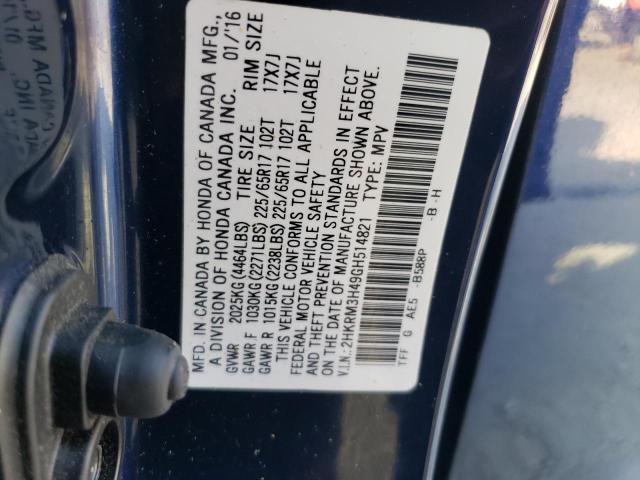 MFD. IN CANADA BY HONDA OF CANADA MFG.,
A DIVISION OF HONDA CANADA INC. 01/'16
GVWR 2025KG (4464LBS) TIRE SIZE RIM SIZE
GAWR F 1030KG (2271LBS) 225/65R17 102T 17X7J
GAWR R 1015KG (2238LBS) 225/65R17 102T 17X7J
THIS VEHICLE CONFORMS TO ALL APPLICABLE
FEDERAL MOTOR VEHICLE SAFETY
AND THEFT PREVENTION STANDARDS IN EFFECT
ON THE DATE OF MANUFACTURE SHOWN ABOVE.
V.I.N.: 2HKRM3H49GH514821 TYPE: MPV
TFF G AE5 -B588P -B -H